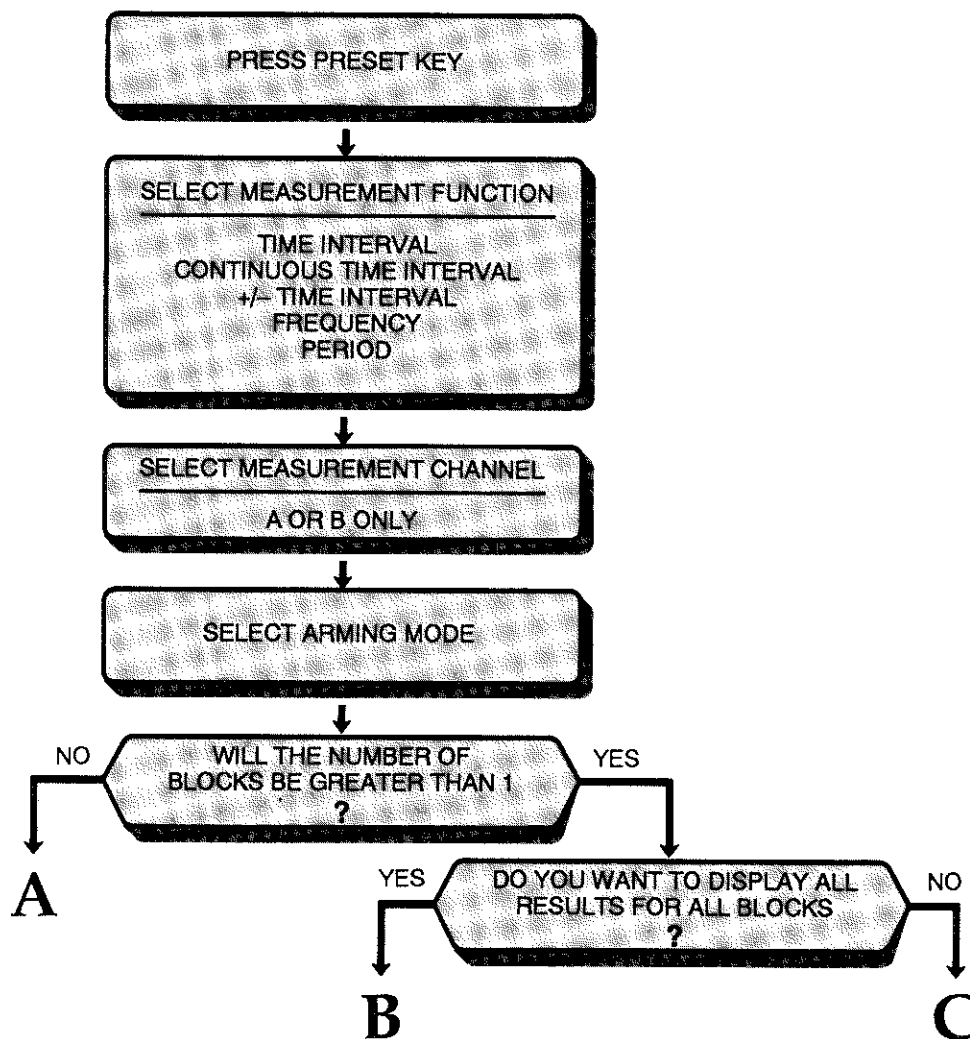 PRESS PRESET KEY
SELECT MEASUREMENT FUNCTION
TIME INTERVAL
CONTINUOUS TIME INTERVAL
+/– TIME INTERVAL
FREQUENCY
PERIOD
SELECT MEASUREMENT CHANNEL
A OR B ONLY
SELECT ARMING MODE
NO
WILL THE NUMBER OF
BLOCKS BE GREATER THAN 1
?
YES
A
YES
DO YOU WANT TO DISPLAY ALL
RESULTS FOR ALL BLOCKS
?
NO
B
C